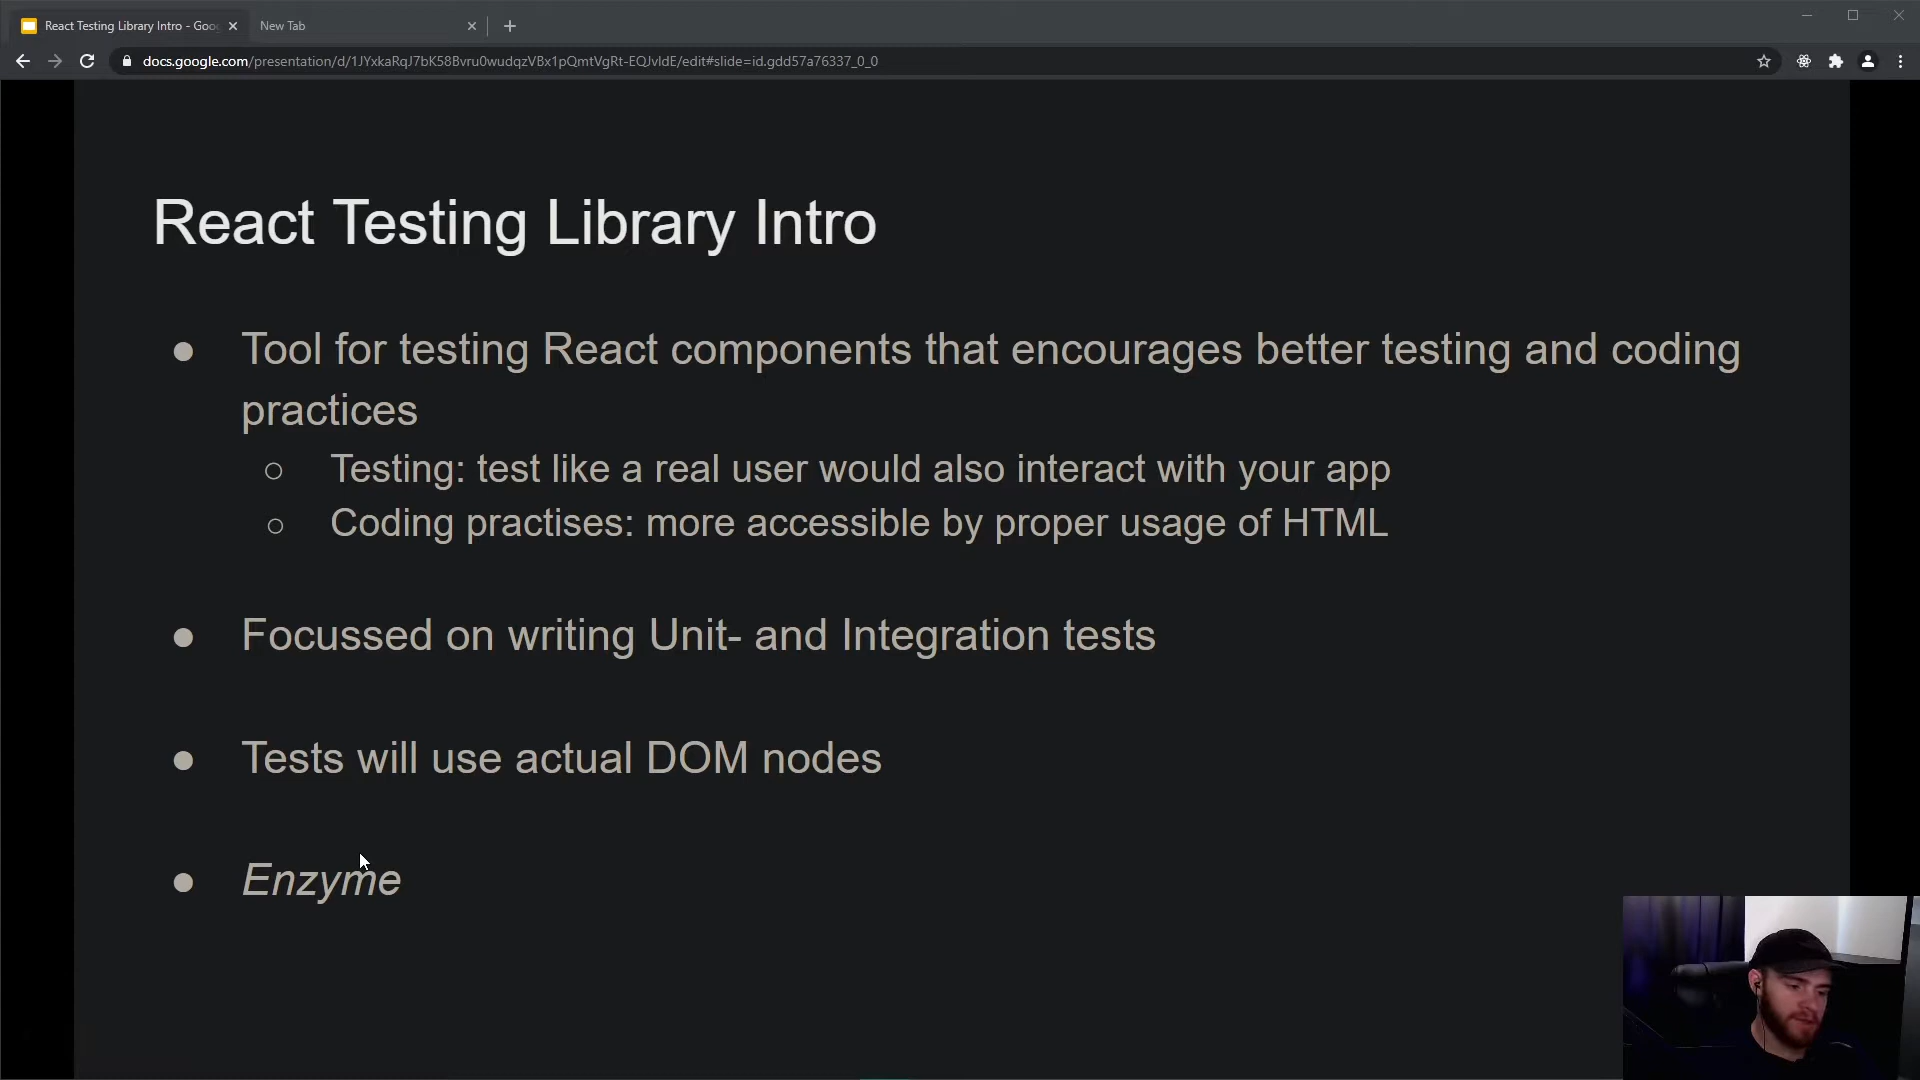 React Testing Library Intro - Goo
New Tab
docs.google.com/presentation/d/1JYxkaRqJ7bK58Bvru0wudqzVBx1pQmtVgRt-EQJvIdE/edit#slide=id.gdd57a76337_0_0
React Testing Library Intro
● Tool for testing React components that encourages better testing and coding
practices
○ Testing: test like a real user would also interact with your app
○ Coding practises: more accessible by proper usage of HTML
● Focussed on writing Unit- and Integration tests
● Tests will use actual DOM nodes
● Enzyme